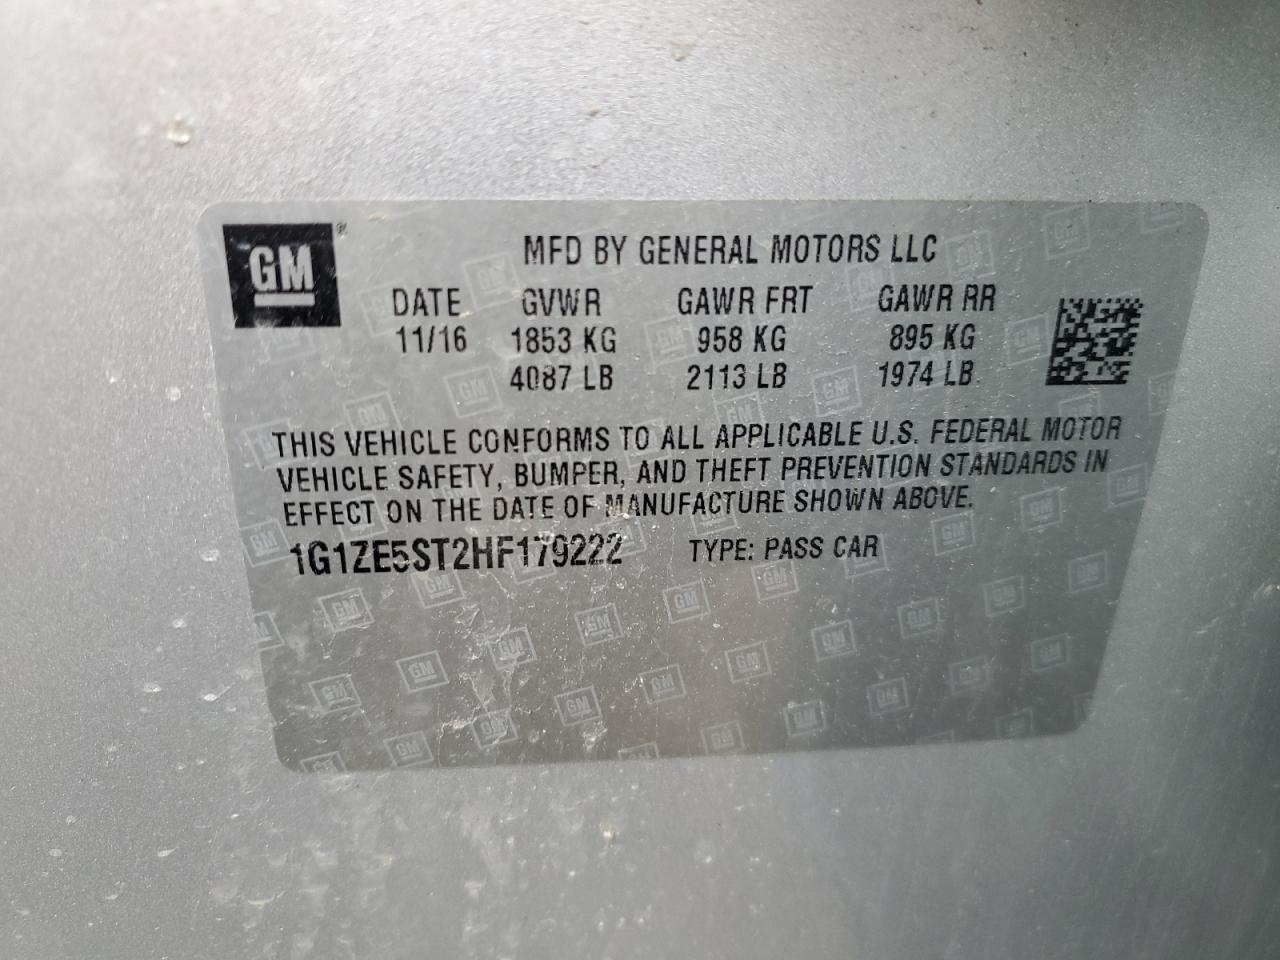 GM®
MFD BY GENERAL MOTORS LLC
DATE GVWR GAWR FRT GAWR RR
11/16 1853 KG 958 KG 895 KG
4087 LB 2113 LB 1974 LB
THIS VEHICLE CONFORMS TO ALL APPLICABLE U.S. FEDERAL MOTOR
VEHICLE SAFETY, BUMPER, AND THEFT PREVENTION STANDARDS IN
EFFECT ON THE DATE OF MANUFACTURE SHOWN ABOVE.
1G1ZE5ST2HF179222 TYPE: PASS CAR